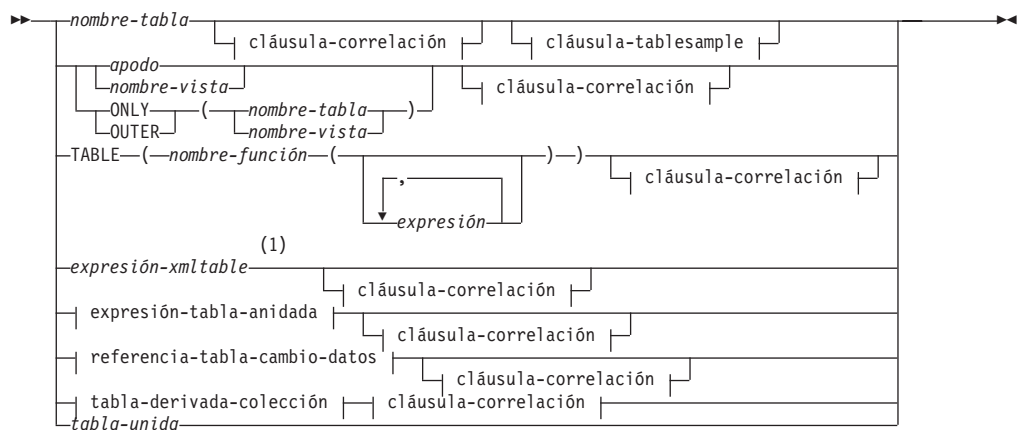 nombre-tabla
cláusula-correlación cláusula-tablesample
apodo
nombre-vista cláusula-correlación
ONLY ( nombre-tabla )
OUTER nombre-vista
TABLE ( nombre-función ( ) )
, cláusula-correlación
expresión
(1)
expresión-xmltable
cláusula-correlación
expresión-tabla-anidada
cláusula-correlación
referencia-tabla-cambio-datos
cláusula-correlación
tabla-derivada-colección cláusula-correlación
tabla-unida